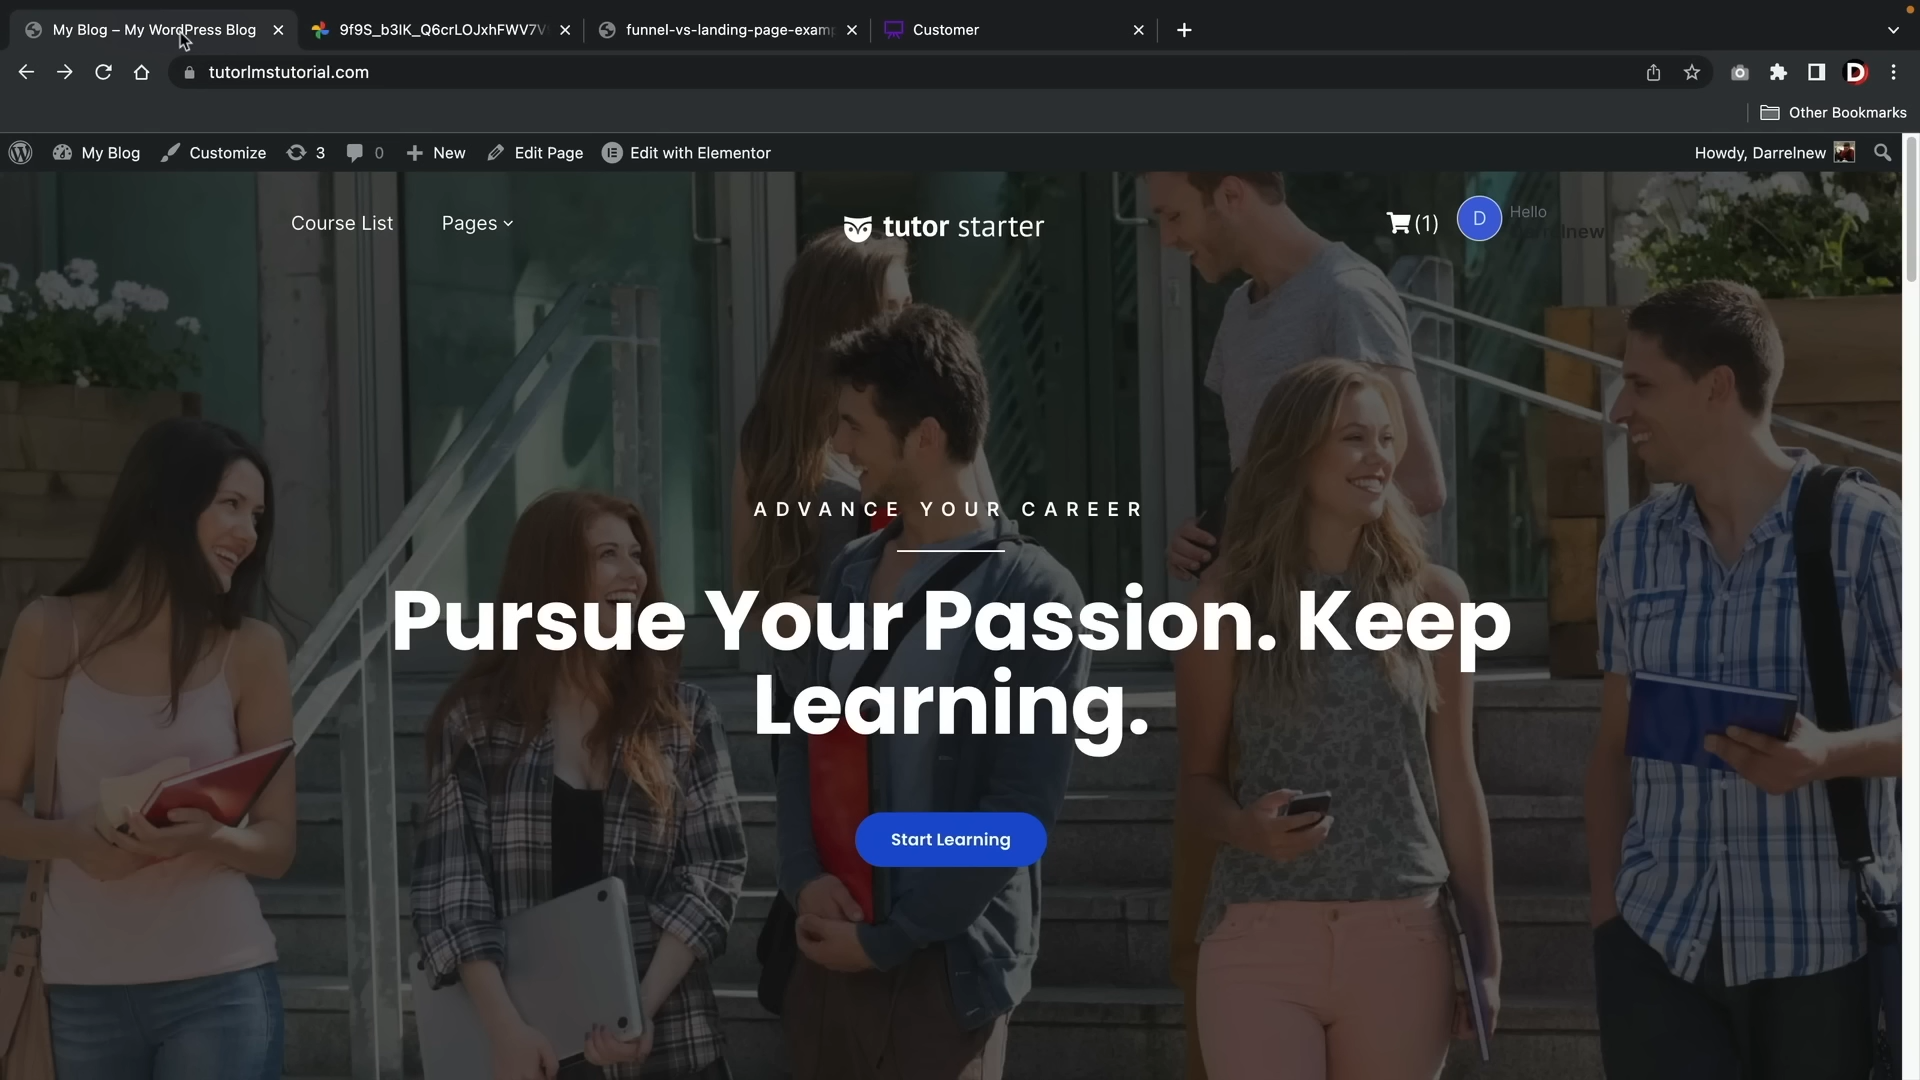 My Blog – My WordPress Blog
9f9S_b3lK_Q6crLOJxhFWV7V
funnel-vs-landing-page-exam
Customer
tutorlmstutorial.com
D
Other Bookmarks
My Blog
Customize
3
0
New
Edit Page
Edit with Elementor
Howdy, Darrelnew
Course List
Pages
tutor starter
(1)
D
Hello
ADVANCE YOUR CAREER
Pursue Your Passion. Keep
Learning.
Start Learning